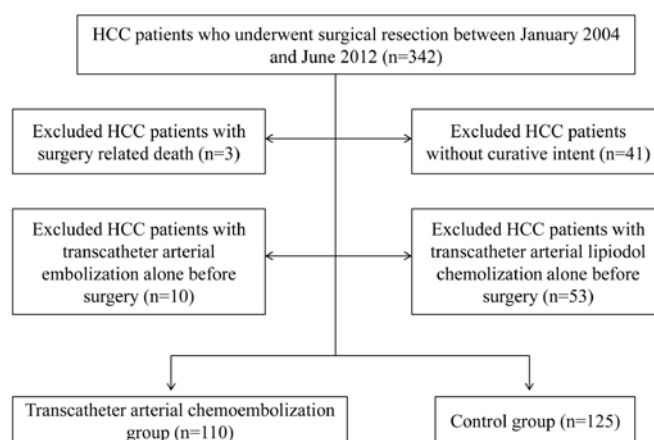 HCC patients who underwent surgical resection between January 2004
and June 2012 (n=342)
Excluded HCC patients with
surgery related death (n=3)
Excluded HCC patients
without curative intent (n=41)
Excluded HCC patients with
transcatheter arterial
embolization alone before
surgery (n=10)
Excluded HCC patients with
transcatheter arterial lipiodol
chemolization alone before
surgery (n=53)
Transcatheter arterial chemoembolization
group (n=110)
Control group (n=125)